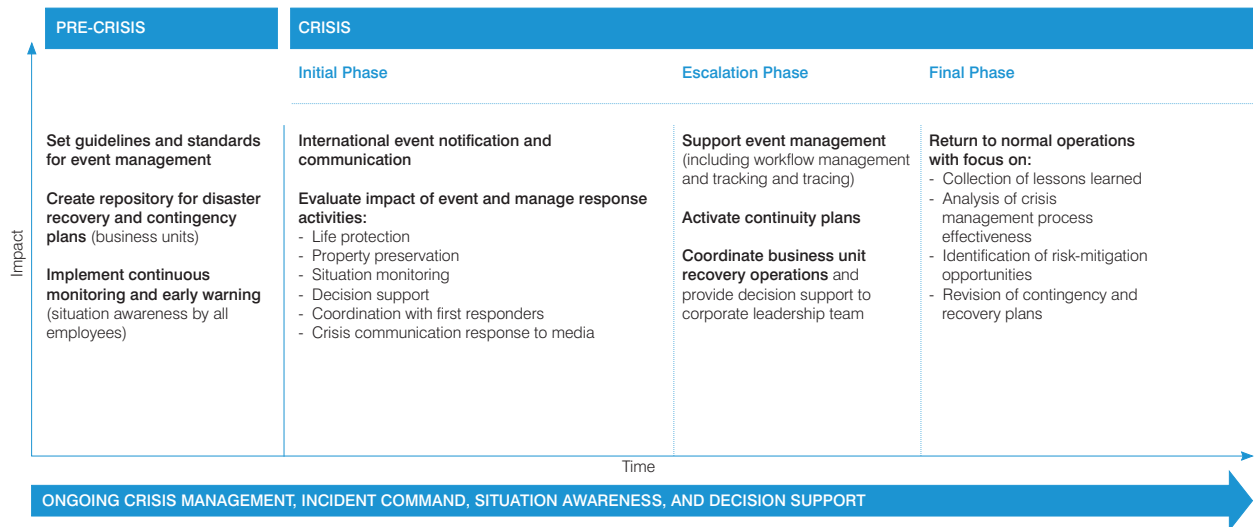 PRE-CRISIS
CRISIS
Initial Phase
Escalation Phase
Final Phase
Impact
Set guidelines and standards
for event management
Create repository for disaster
recovery and contingency
plans (business units)
Implement continuous
monitoring and early warning
(situation awareness by all
employees)
International event notification and
communication
Evaluate impact of event and manage response
activities:
- Life protection
- Property preservation
- Situation monitoring
- Decision support
- Coordination with first responders
- Crisis communication response to media
Support event management
(including workflow management
and tracking and tracing)
Activate continuity plans
Coordinate business unit
recovery operations and
provide decision support to
corporate leadership team
Return to normal operations
with focus on:
- Collection of lessons learned
- Analysis of crisis
management process
effectiveness
- Identification of risk-mitigation
opportunities
- Revision of contingency and
recovery plans
Time
ONGOING CRISIS MANAGEMENT, INCIDENT COMMAND, SITUATION AWARENESS, AND DECISION SUPPORT